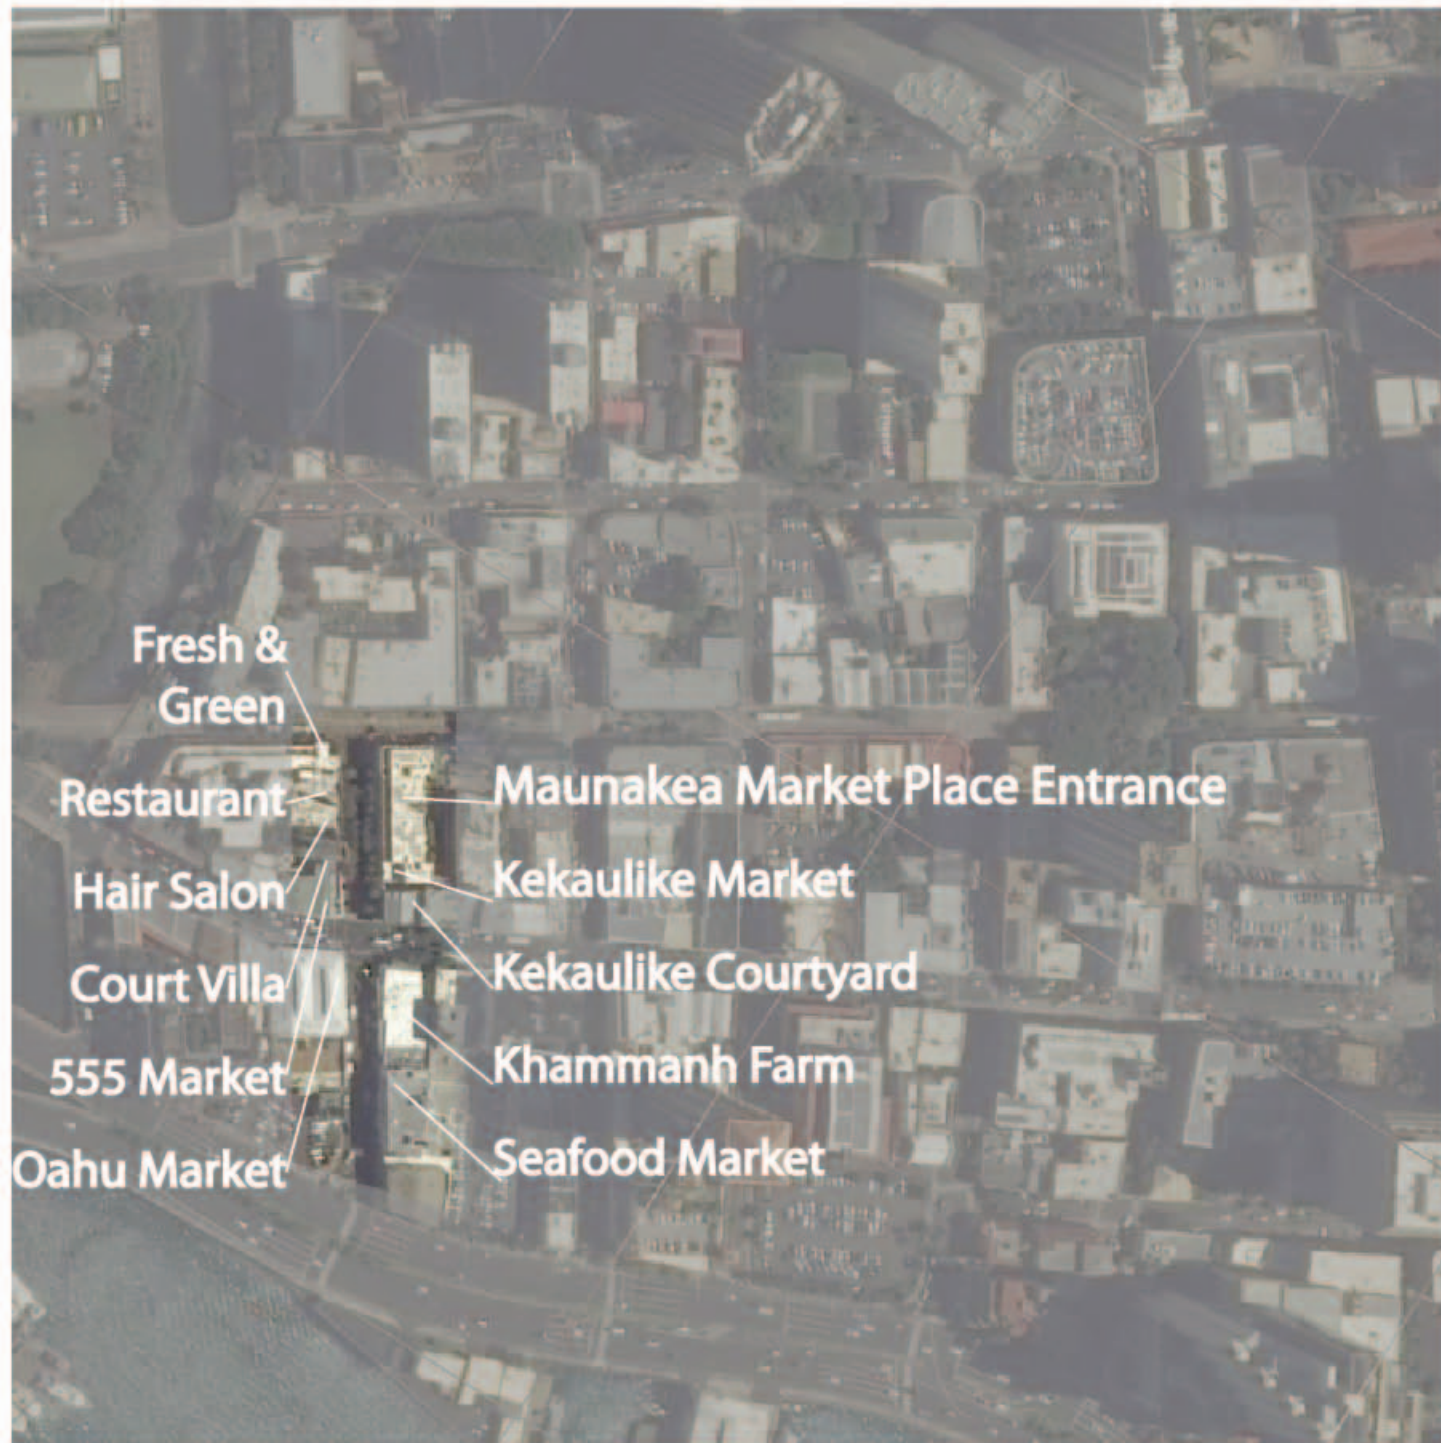 Fresh &
Green
Restaurant
Hair Salon
Court Villa
555 Market
Oahu Market
Maunakea Market Place Entrance
Kekaulike Market
Kekaulike Courtyard
Khammanh Farm
Seafood Market